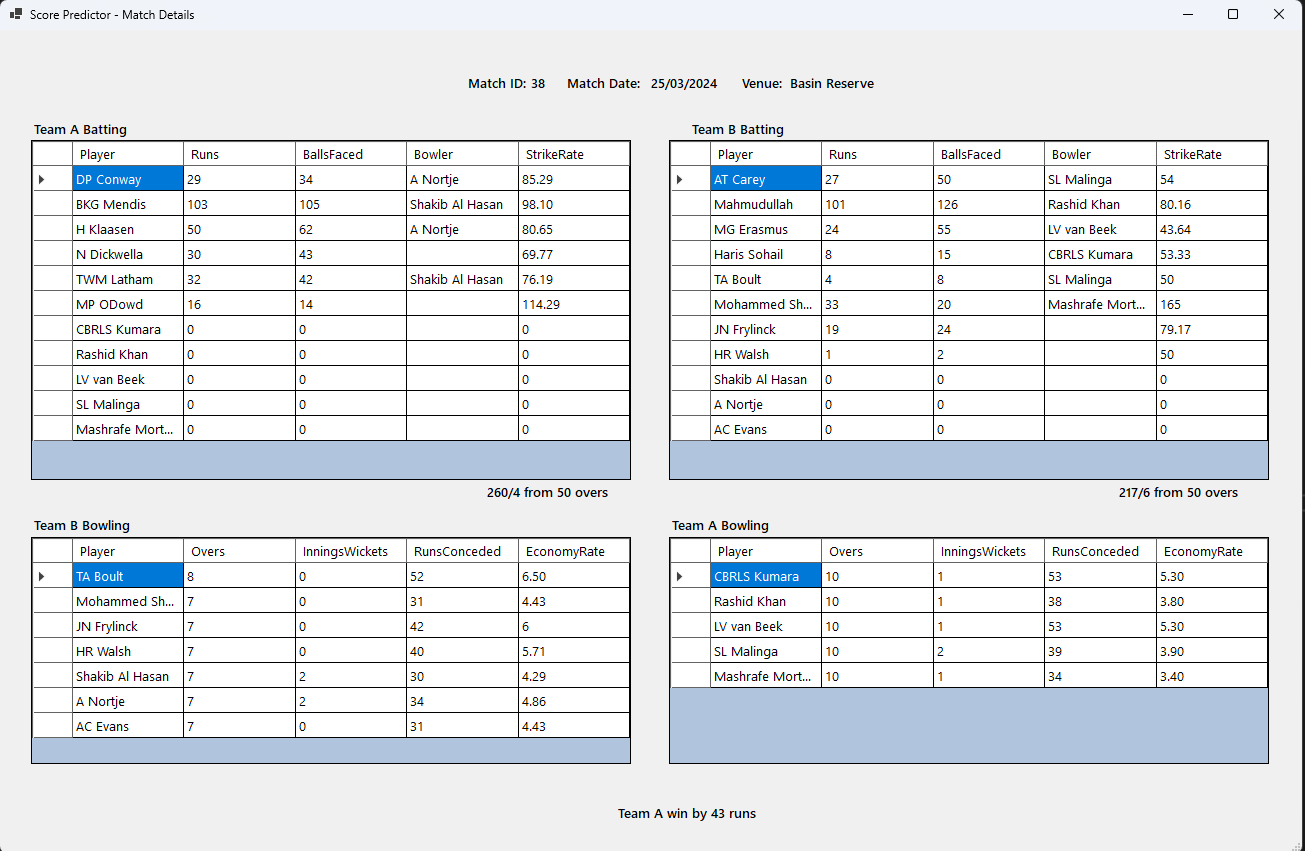 Score Predictor - Match Details
Match ID: 38 Match Date: 25/03/2024 Venue: Basin Reserve
Team A Batting
Player Runs BallsFaced Bowler StrikeRate
DP Conway 29 34 A Nortje 85.29
BKG Mendis 103 105 Shakib Al Hasan 98.10
H Klaasen 50 62 A Nortje 80.65
N Dickwella 30 43 69.77
TWM Latham 32 42 Shakib Al Hasan 76.19
MP ODowd 16 14 114.29
CBRLS Kumara 0 0 0
Rashid Khan 0 0 0
LV van Beek 0 0 0
SL Malinga 0 0 0
Mashrafe Mort... 0 0 0
260/4 from 50 overs
Team B Batting
Player Runs BallsFaced Bowler StrikeRate
AT Carey 27 50 SL Malinga 54
Mahmudullah 101 126 Rashid Khan 80.16
MG Erasmus 24 55 LV van Beek 43.64
Haris Sohail 8 15 CBRLS Kumara 53.33
TA Boult 4 8 SL Malinga 50
Mohammed Sh... 33 20 Mashrafe Mort... 165
JN Frylinck 19 24 79.17
HR Walsh 1 2 50
Shakib Al Hasan 0 0 0
A Nortje 0 0 0
AC Evans 0 0 0
217/6 from 50 overs
Team B Bowling
Player Overs InningsWickets RunsConceded EconomyRate
TA Boult 8 0 52 6.50
Mohammed Sh... 7 0 31 4.43
JN Frylinck 7 0 42 6
HR Walsh 7 0 40 5.71
Shakib Al Hasan 7 2 30 4.29
A Nortje 7 2 34 4.86
AC Evans 7 0 31 4.43
Team A Bowling
Player Overs InningsWickets RunsConceded EconomyRate
CBRLS Kumara 10 1 53 5.30
Rashid Khan 10 1 38 3.80
LV van Beek 10 1 53 5.30
SL Malinga 10 2 39 3.90
Mashrafe Mort... 10 1 34 3.40
Team A win by 43 runs